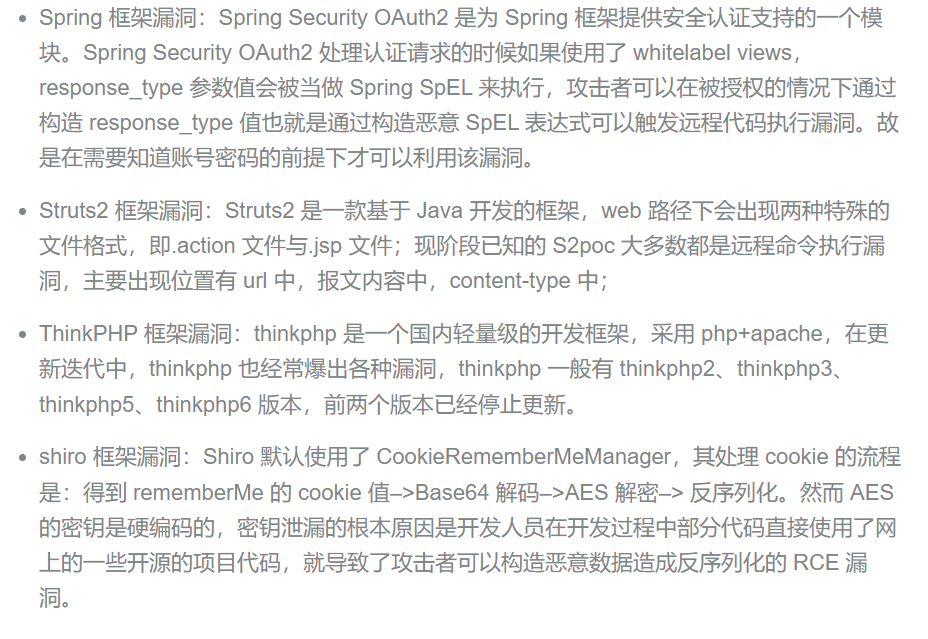 Spring 框架漏洞：Spring Security OAuth2 是为 Spring 框架提供安全认证支持的一个模
块。Spring Security OAuth2 处理认证请求的时候如果使用了 whitelabel views，
response_type 参数值会被当做 Spring SpEL 来执行，攻击者可以在被授权的情况下通过
构造 response_type 值也就是通过构造恶意 SpEL 表达式可以触发远程代码执行漏洞。故
是在需要知道账号密码的前提下才可以利用该漏洞。
Struts2 框架漏洞：Struts2 是一款基于 Java 开发的框架，web 路径下会出现两种特殊的
文件格式，即.action 文件与.jsp 文件；现阶段已知的 S2poc 大多数都是远程命令执行漏
洞，主要出现位置有 url 中，报文内容中，content-type 中；
ThinkPHP 框架漏洞：thinkphp 是一个国内轻量级的开发框架，采用 php+apache，在更
新迭代中，thinkphp 也经常爆出各种漏洞，thinkphp 一般有 thinkphp2、thinkphp3、
thinkphp5、thinkphp6 版本，前两个版本已经停止更新。
shiro 框架漏洞：Shiro 默认使用了 CookieRememberMeManager，其处理 cookie 的流程
是：得到 rememberMe 的 cookie 值–>Base64 解码–>AES 解密–> 反序列化。然而 AES
的密钥是硬编码的，密钥泄漏的根本原因是开发人员在开发过程中部分代码直接使用了网
上的一些开源的项目代码，就导致了攻击者可以构造恶意数据造成反序列化的 RCE 漏
洞。